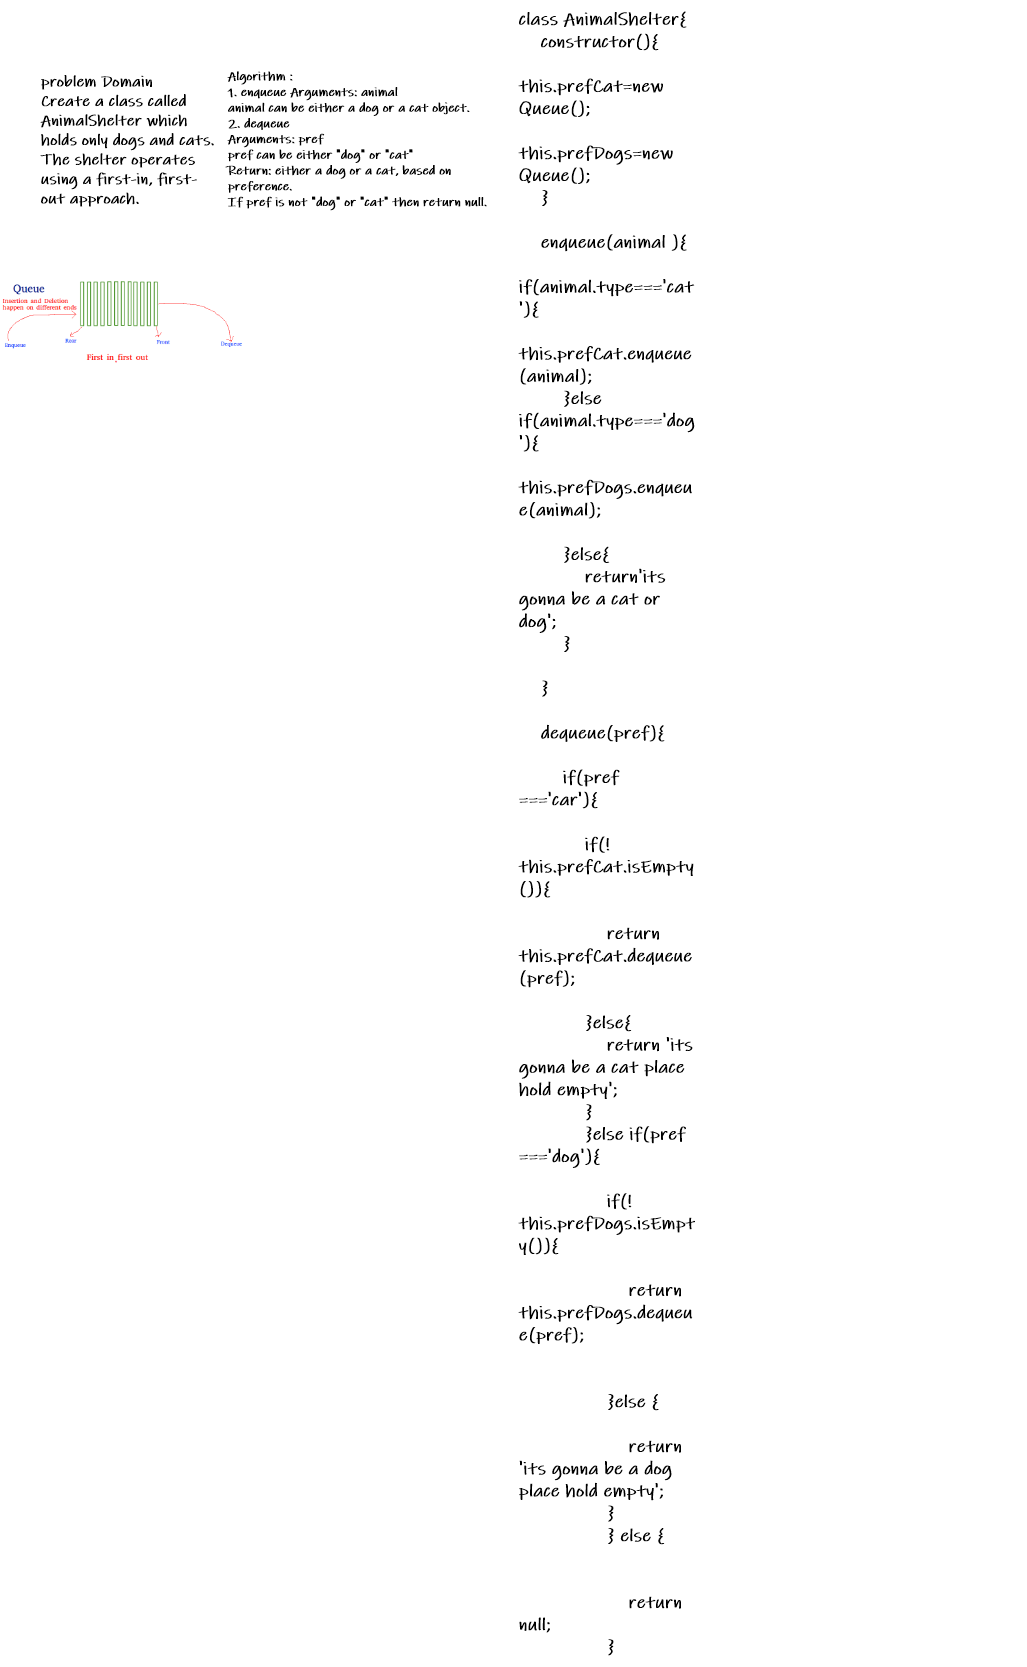 problem Domain
Create a class called
AnimalShelter which
holds only dogs and cats.
The shelter operates
using a first-in, first-
out approach.
Algorithm :
1. enqueue Arguments: animal
animal can be either a dog or a cat object.
2. dequeue
Arguments: pref
pref can be either "dog" or "cat"
Return: either a dog or a cat, based on
preference.
If pref is not "dog" or "cat" then return null.
Queue
Insertion and Deletion
happen on different ends
Enqueue
Rear
Front
Dequeue
First in first out
class AnimalShelter{
constructor(){
this.prefCat=new
Queue();
this.prefDogs=new
Queue();
}
enqueue(animal ){
if(animal.type==='cat
'){
this.prefCat.enqueue
(animal);
}else
if(animal.type==='dog
'){
this.prefDogs.enqueu
e(animal);
}else{
return'its
gonna be a cat or
dog';
}
}
dequeue(pref){
if(pref
==='car'){
if(!
this.prefCat.isEmpty
()){
return
this.prefCat.dequeue
(pref);
}else{
return 'its
gonna be a cat place
hold empty';
}
}else if(pref
==='dog'){
if(!
this.prefDogs.isEmpt
y()){
return
this.prefDogs.dequeu
e(pref);
}else {
return
'its gonna be a dog
place hold empty';
}
} else {
return
null;
}